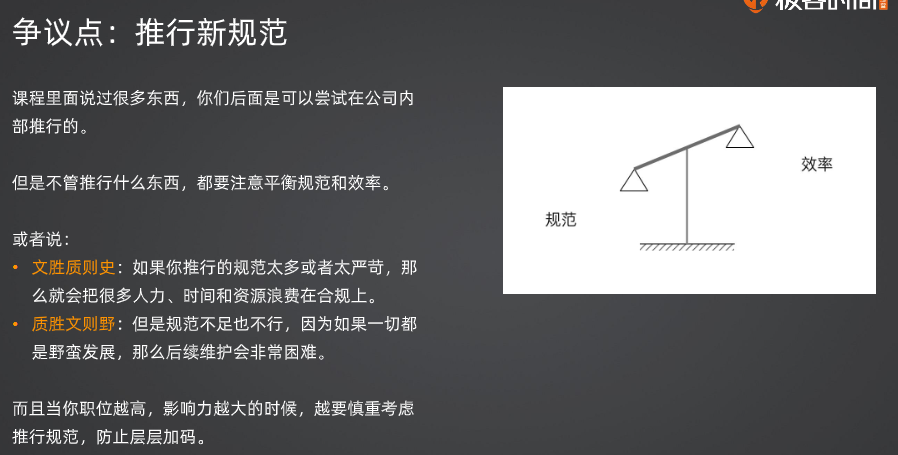 争议点：推行新规范
课程里面说过很多东西，你们后面是可以尝试在公司内
部推行的。
但是不管推行什么东西，都要注意平衡规范和效率。
或者说：
• 文胜质则史：如果你推行的规范太多或者太严苛，那
么就会把很多人力、时间和资源浪费在合规上。
• 质胜文则野：但是规范不足也不行，因为如果一切都
是野蛮发展，那么后续维护会非常困难。
而且当你职位越高，影响力越大的时候，越要慎重考虑
推行规范，防止层层加码。
效率
规范